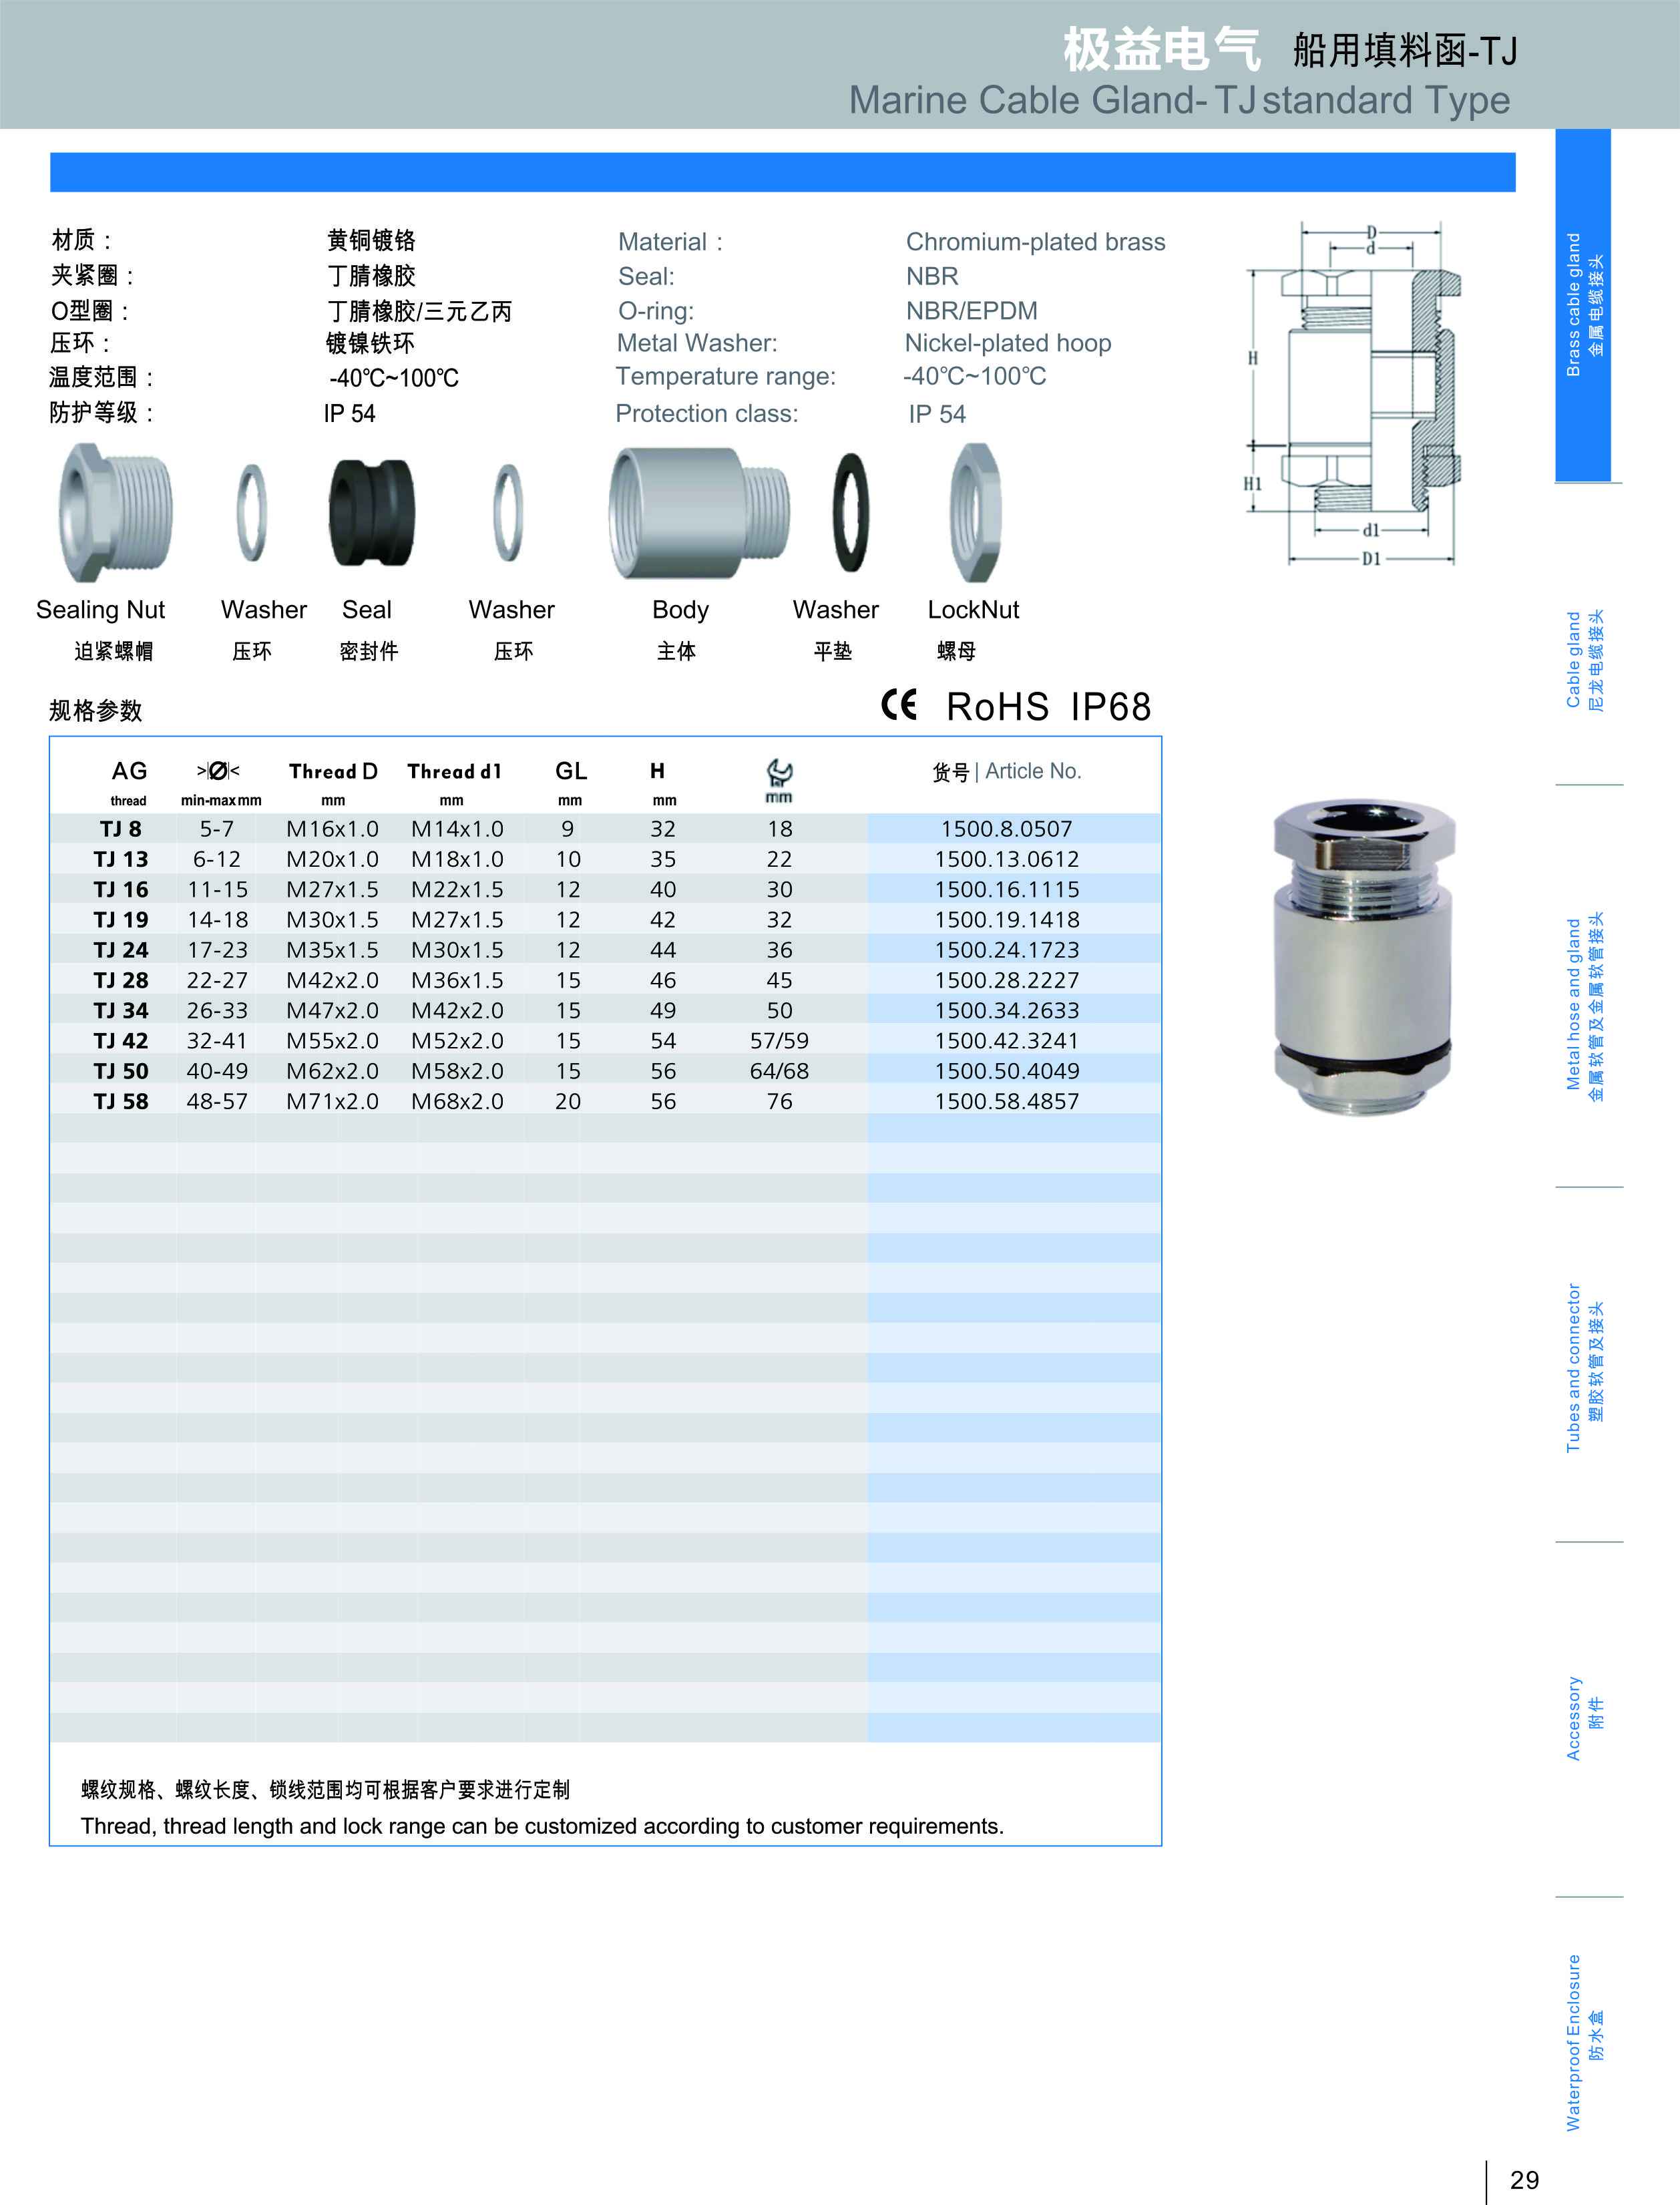 极益电气 船用填料函-TJ
Marine Cable Gland- TJ standard Type
材质： 黄铜镀铬 Material： Chromium-plated brass
夹紧圈： 丁腈橡胶 Seal: NBR
O型圈： 丁腈橡胶/三元乙丙 O-ring: NBR/EPDM
压环： 镀镍铁环 Metal Washer: Nickel-plated hoop
温度范围： -40℃~100℃ Temperature range: -40℃~100℃
防护等级： IP 54 Protection class: IP 54
D
d
H
H1
d1
D1
Sealing Nut Washer Seal Washer Body Washer LockNut
迫紧螺帽 压环 密封件 压环 主体 平垫 螺母
规格参数 CE RoHS IP68
AG >|Ø|< Thread D Thread d1 GL H 货号 | Article No.
thread min-max mm mm mm mm mm mm
TJ 8 5-7 M16x1.0 M14x1.0 9 32 18 1500.8.0507
TJ 13 6-12 M20x1.0 M18x1.0 10 35 22 1500.13.0612
TJ 16 11-15 M27x1.5 M22x1.5 12 40 30 1500.16.1115
TJ 19 14-18 M30x1.5 M27x1.5 12 42 32 1500.19.1418
TJ 24 17-23 M35x1.5 M30x1.5 12 44 36 1500.24.1723
TJ 28 22-27 M42x2.0 M36x1.5 15 46 45 1500.28.2227
TJ 34 26-33 M47x2.0 M42x2.0 15 49 50 1500.34.2633
TJ 42 32-41 M55x2.0 M52x2.0 15 54 57/59 1500.42.3241
TJ 50 40-49 M62x2.0 M58x2.0 15 56 64/68 1500.50.4049
TJ 58 48-57 M71x2.0 M68x2.0 20 56 76 1500.58.4857
螺纹规格、螺纹长度、锁线范围均可根据客户要求进行定制
Thread, thread length and lock range can be customized according to customer requirements.
Brass cable gland
金属电缆接头
Cable gland
尼龙电缆接头
Metal hose and gland
金属软管及金属软管接头
Tubes and connector
塑胶软管及接头
Accessory
附件
Waterproof Enclosure
防水盒
29